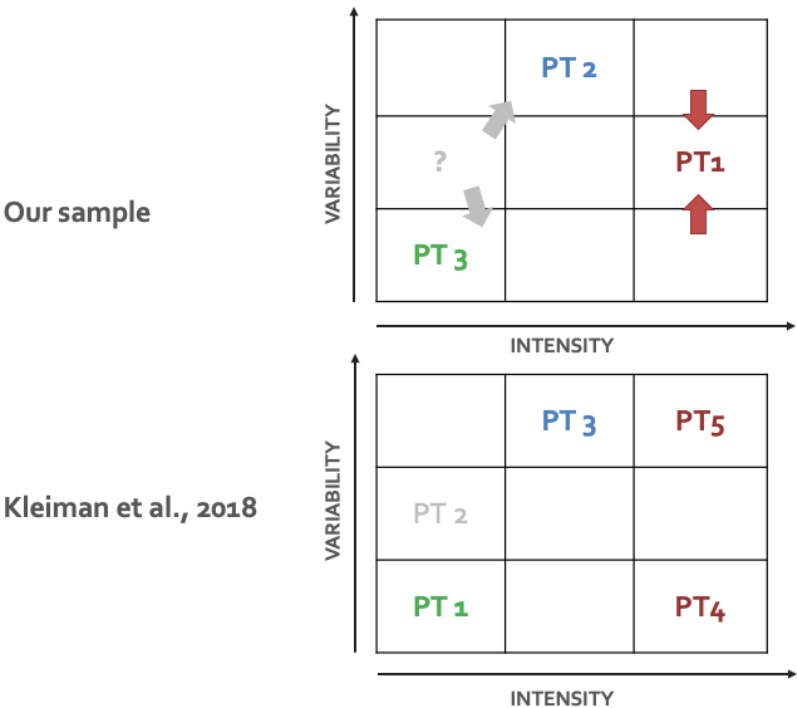 PT 2
VARIABILITY
?
PT1
Our sample
PT 3
INTENSITY
PT 3
PT5
VARIABILITY
Kleiman et al., 2018
PT 2
PT 1
PT4
INTENSITY